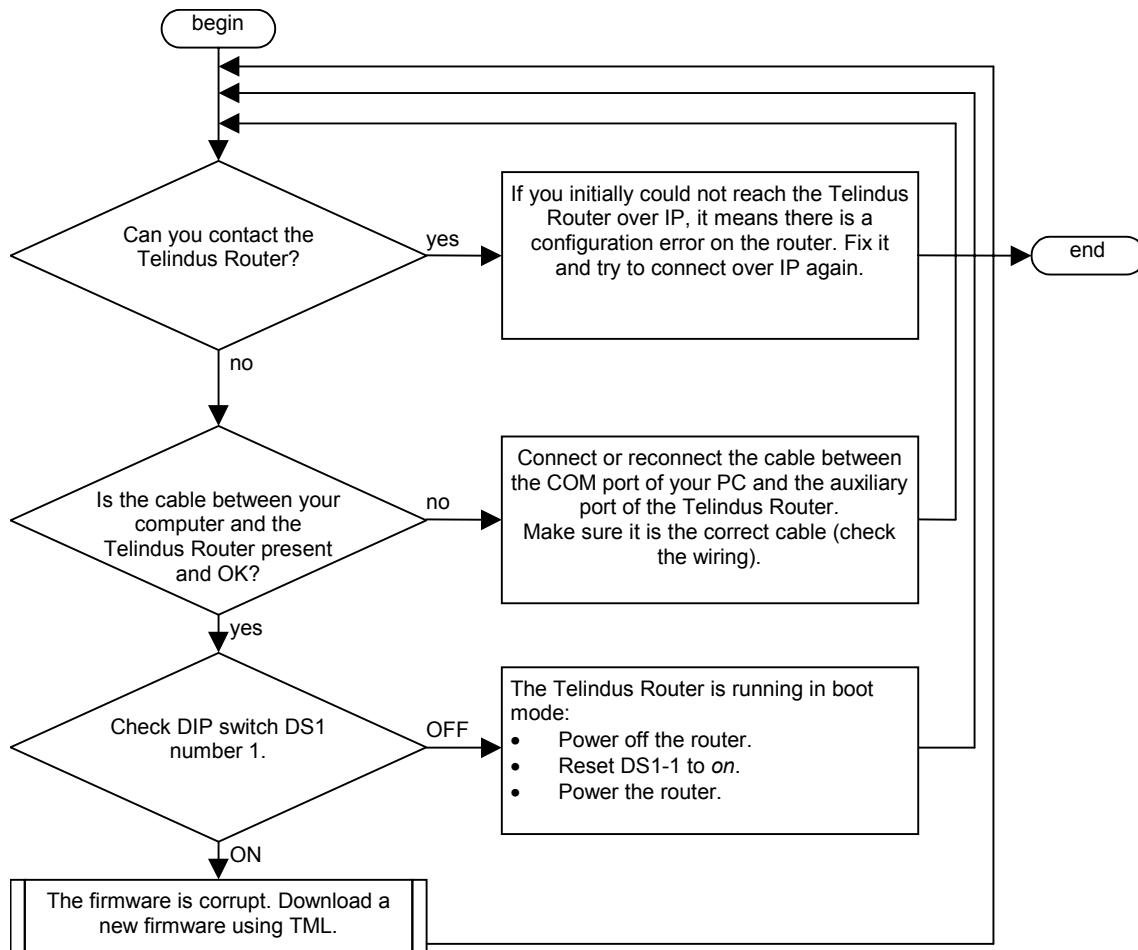 begin
Can you contact the
Telindus Router?
yes
If you initially could not reach the Telindus
Router over IP, it means there is a
configuration error on the router. Fix it
and try to connect over IP again.
end
no
Is the cable between your
computer and the
Telindus Router present
and OK?
no
Connect or reconnect the cable between
the COM port of your PC and the auxiliary
port of the Telindus Router.
Make sure it is the correct cable (check
the wiring).
yes
Check DIP switch DS1
number 1.
OFF
The Telindus Router is running in boot
mode:
• Power off the router.
• Reset DS1-1 to on.
• Power the router.
ON
The firmware is corrupt. Download a
new firmware using TML.